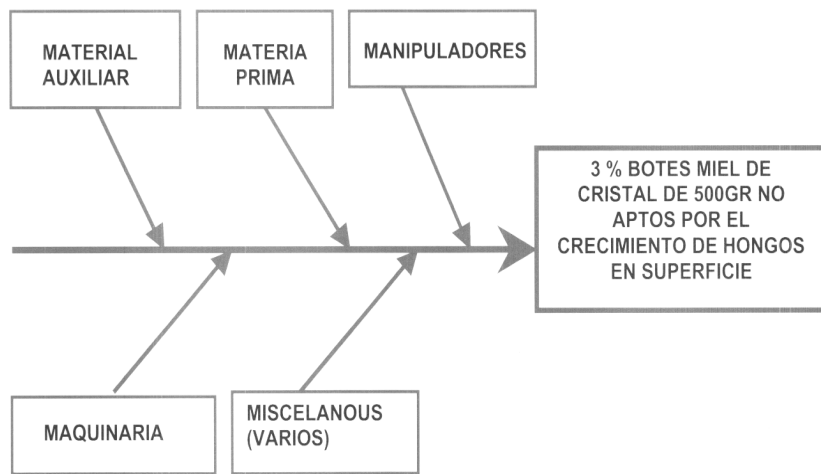 MATERIAL
AUXILIAR
MATERIA
PRIMA
MANIPULADORES
3 % BOTES MIEL DE
CRISTAL DE 500GR NO
APTOS POR EL
CRECIMIENTO DE HONGOS
EN SUPERFICIE
MAQUINARIA
MISCELANOUS
(VARIOS)